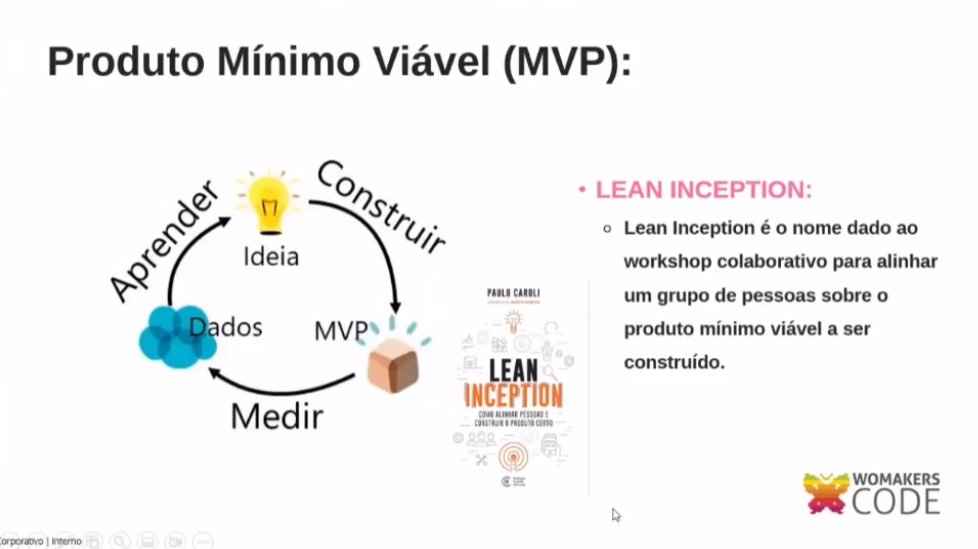 Produto Mínimo Viável (MVP):
Aprender
Construir
Ideia
Dados
MVP
Medir
PAULO CAROLI
LEAN
INCEPTION
COMO ALINHAR PESSOAS E
CONSTRUIR O PRODUTO CERTO
• LEAN INCEPTION:
Lean Inception é o nome dado ao
workshop colaborativo para alinhar
um grupo de pessoas sobre o
produto mínimo viável a ser
construído.
WOMAKERS
CODE
Corporativo | Interno